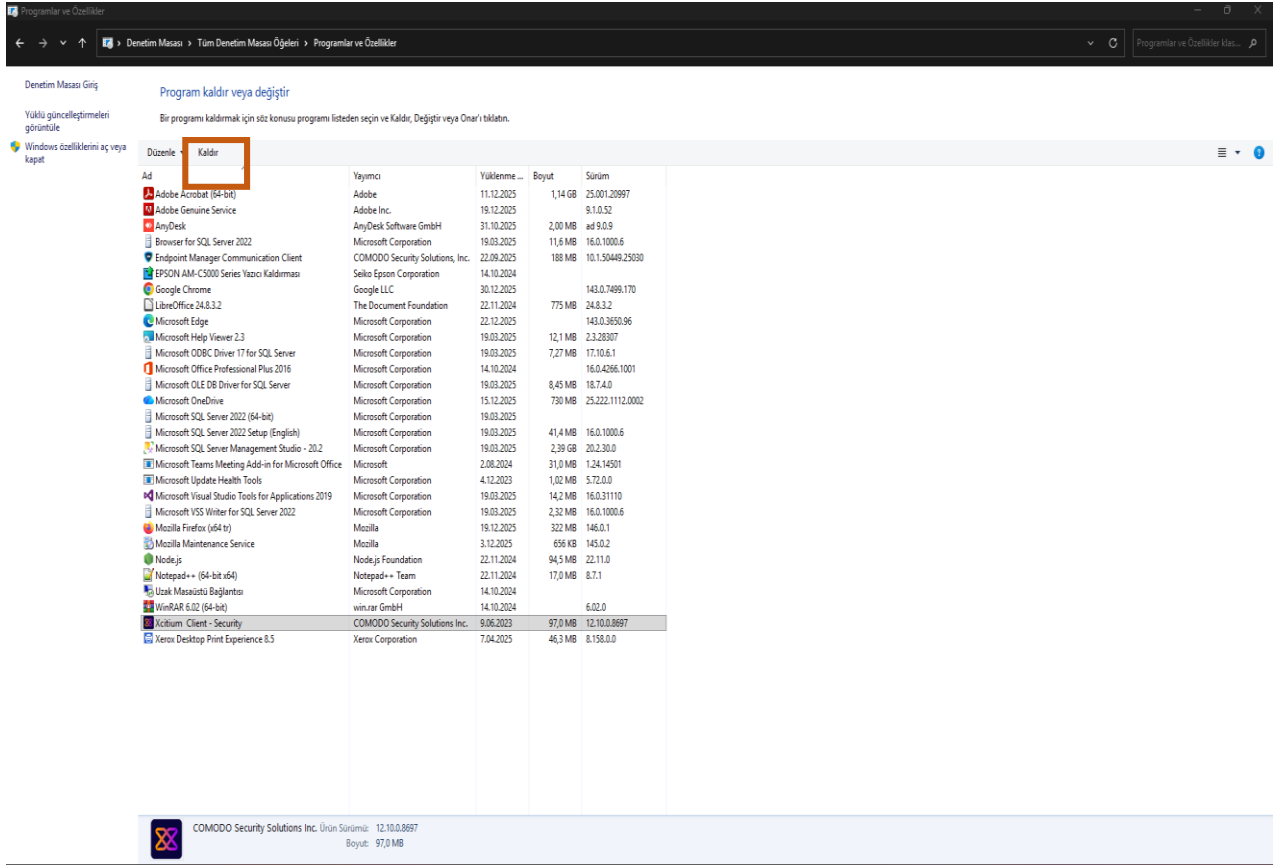 Programlar ve Özellikler
Denetim Masası > Tüm Denetim Masası Öğeleri > Programlar ve Özellikler
Programlar ve Özellikler klas...
Denetim Masası Giriş
Yüklü güncelleştirmeleri
görüntüle
Windows özelliklerini aç veya
kapat
Program kaldır veya değiştir
Bir programı kaldırmak için söz konusu programı listeden seçin ve Kaldır, Değiştir veya Onar'ı tıklatın.
Düzenle Kaldır
Ad Yayımcı Yüklenme ... Boyut Sürüm
Adobe Acrobat (64-bit) Adobe 11.12.2025 1,14 GB 25.001.20997
Adobe Genuine Service Adobe Inc. 19.12.2025 9.1.0.52
AnyDesk AnyDesk Software GmbH 31.10.2025 2,00 MB ad 9.0.9
Browser for SQL Server 2022 Microsoft Corporation 19.03.2025 11,6 MB 16.0.1000.6
Endpoint Manager Communication Client COMODO Security Solutions, Inc. 22.09.2025 188 MB 10.1.50449.25030
EPSON AM-C5000 Series Yazıcı Kaldırması Seiko Epson Corporation 14.10.2024
Google Chrome Google LLC 30.12.2025 143.0.7499.170
LibreOffice 24.8.3.2 The Document Foundation 22.11.2024 775 MB 24.8.3.2
Microsoft Edge Microsoft Corporation 22.12.2025 143.0.3650.96
Microsoft Help Viewer 2.3 Microsoft Corporation 19.03.2025 12,1 MB 2.3.28307
Microsoft ODBC Driver 17 for SQL Server Microsoft Corporation 19.03.2025 7,27 MB 17.10.6.1
Microsoft Office Professional Plus 2016 Microsoft Corporation 14.10.2024 16.0.4266.1001
Microsoft OLE DB Driver for SQL Server Microsoft Corporation 19.03.2025 8,45 MB 18.7.4.0
Microsoft OneDrive Microsoft Corporation 15.12.2025 730 MB 25.222.1112.0002
Microsoft SQL Server 2022 (64-bit) Microsoft Corporation 19.03.2025
Microsoft SQL Server 2022 Setup (English) Microsoft Corporation 19.03.2025 41,4 MB 16.0.1000.6
Microsoft SQL Server Management Studio - 20.2 Microsoft Corporation 19.03.2025 2,39 GB 20.2.30.0
Microsoft Teams Meeting Add-in for Microsoft Office Microsoft 2.08.2024 31,0 MB 1.24.14501
Microsoft Update Health Tools Microsoft Corporation 4.12.2023 1,02 MB 5.72.0.0
Microsoft Visual Studio Tools for Applications 2019 Microsoft Corporation 19.03.2025 14,2 MB 16.0.31110
Microsoft VSS Writer for SQL Server 2022 Microsoft Corporation 19.03.2025 2,32 MB 16.0.1000.6
Mozilla Firefox (x64 tr) Mozilla 19.12.2025 322 MB 146.0.1
Mozilla Maintenance Service Mozilla 3.12.2025 656 KB 145.0.2
Node.js Node.js Foundation 22.11.2024 94,5 MB 22.11.0
Notepad++ (64-bit x64) Notepad++ Team 22.11.2024 17,0 MB 8.7.1
Uzak Masaüstü Bağlantısı Microsoft Corporation 14.10.2024
WinRAR 6.02 (64-bit) win.rar GmbH 14.10.2024 6.02.0
Xcitium Client - Security COMODO Security Solutions Inc. 9.06.2023 97,0 MB 12.10.0.8697
Xerox Desktop Print Experience 8.5 Xerox Corporation 7.04.2025 46,3 MB 8.158.0.0
COMODO Security Solutions Inc. Ürün Sürümü: 12.10.0.8697
Boyut: 97,0 MB